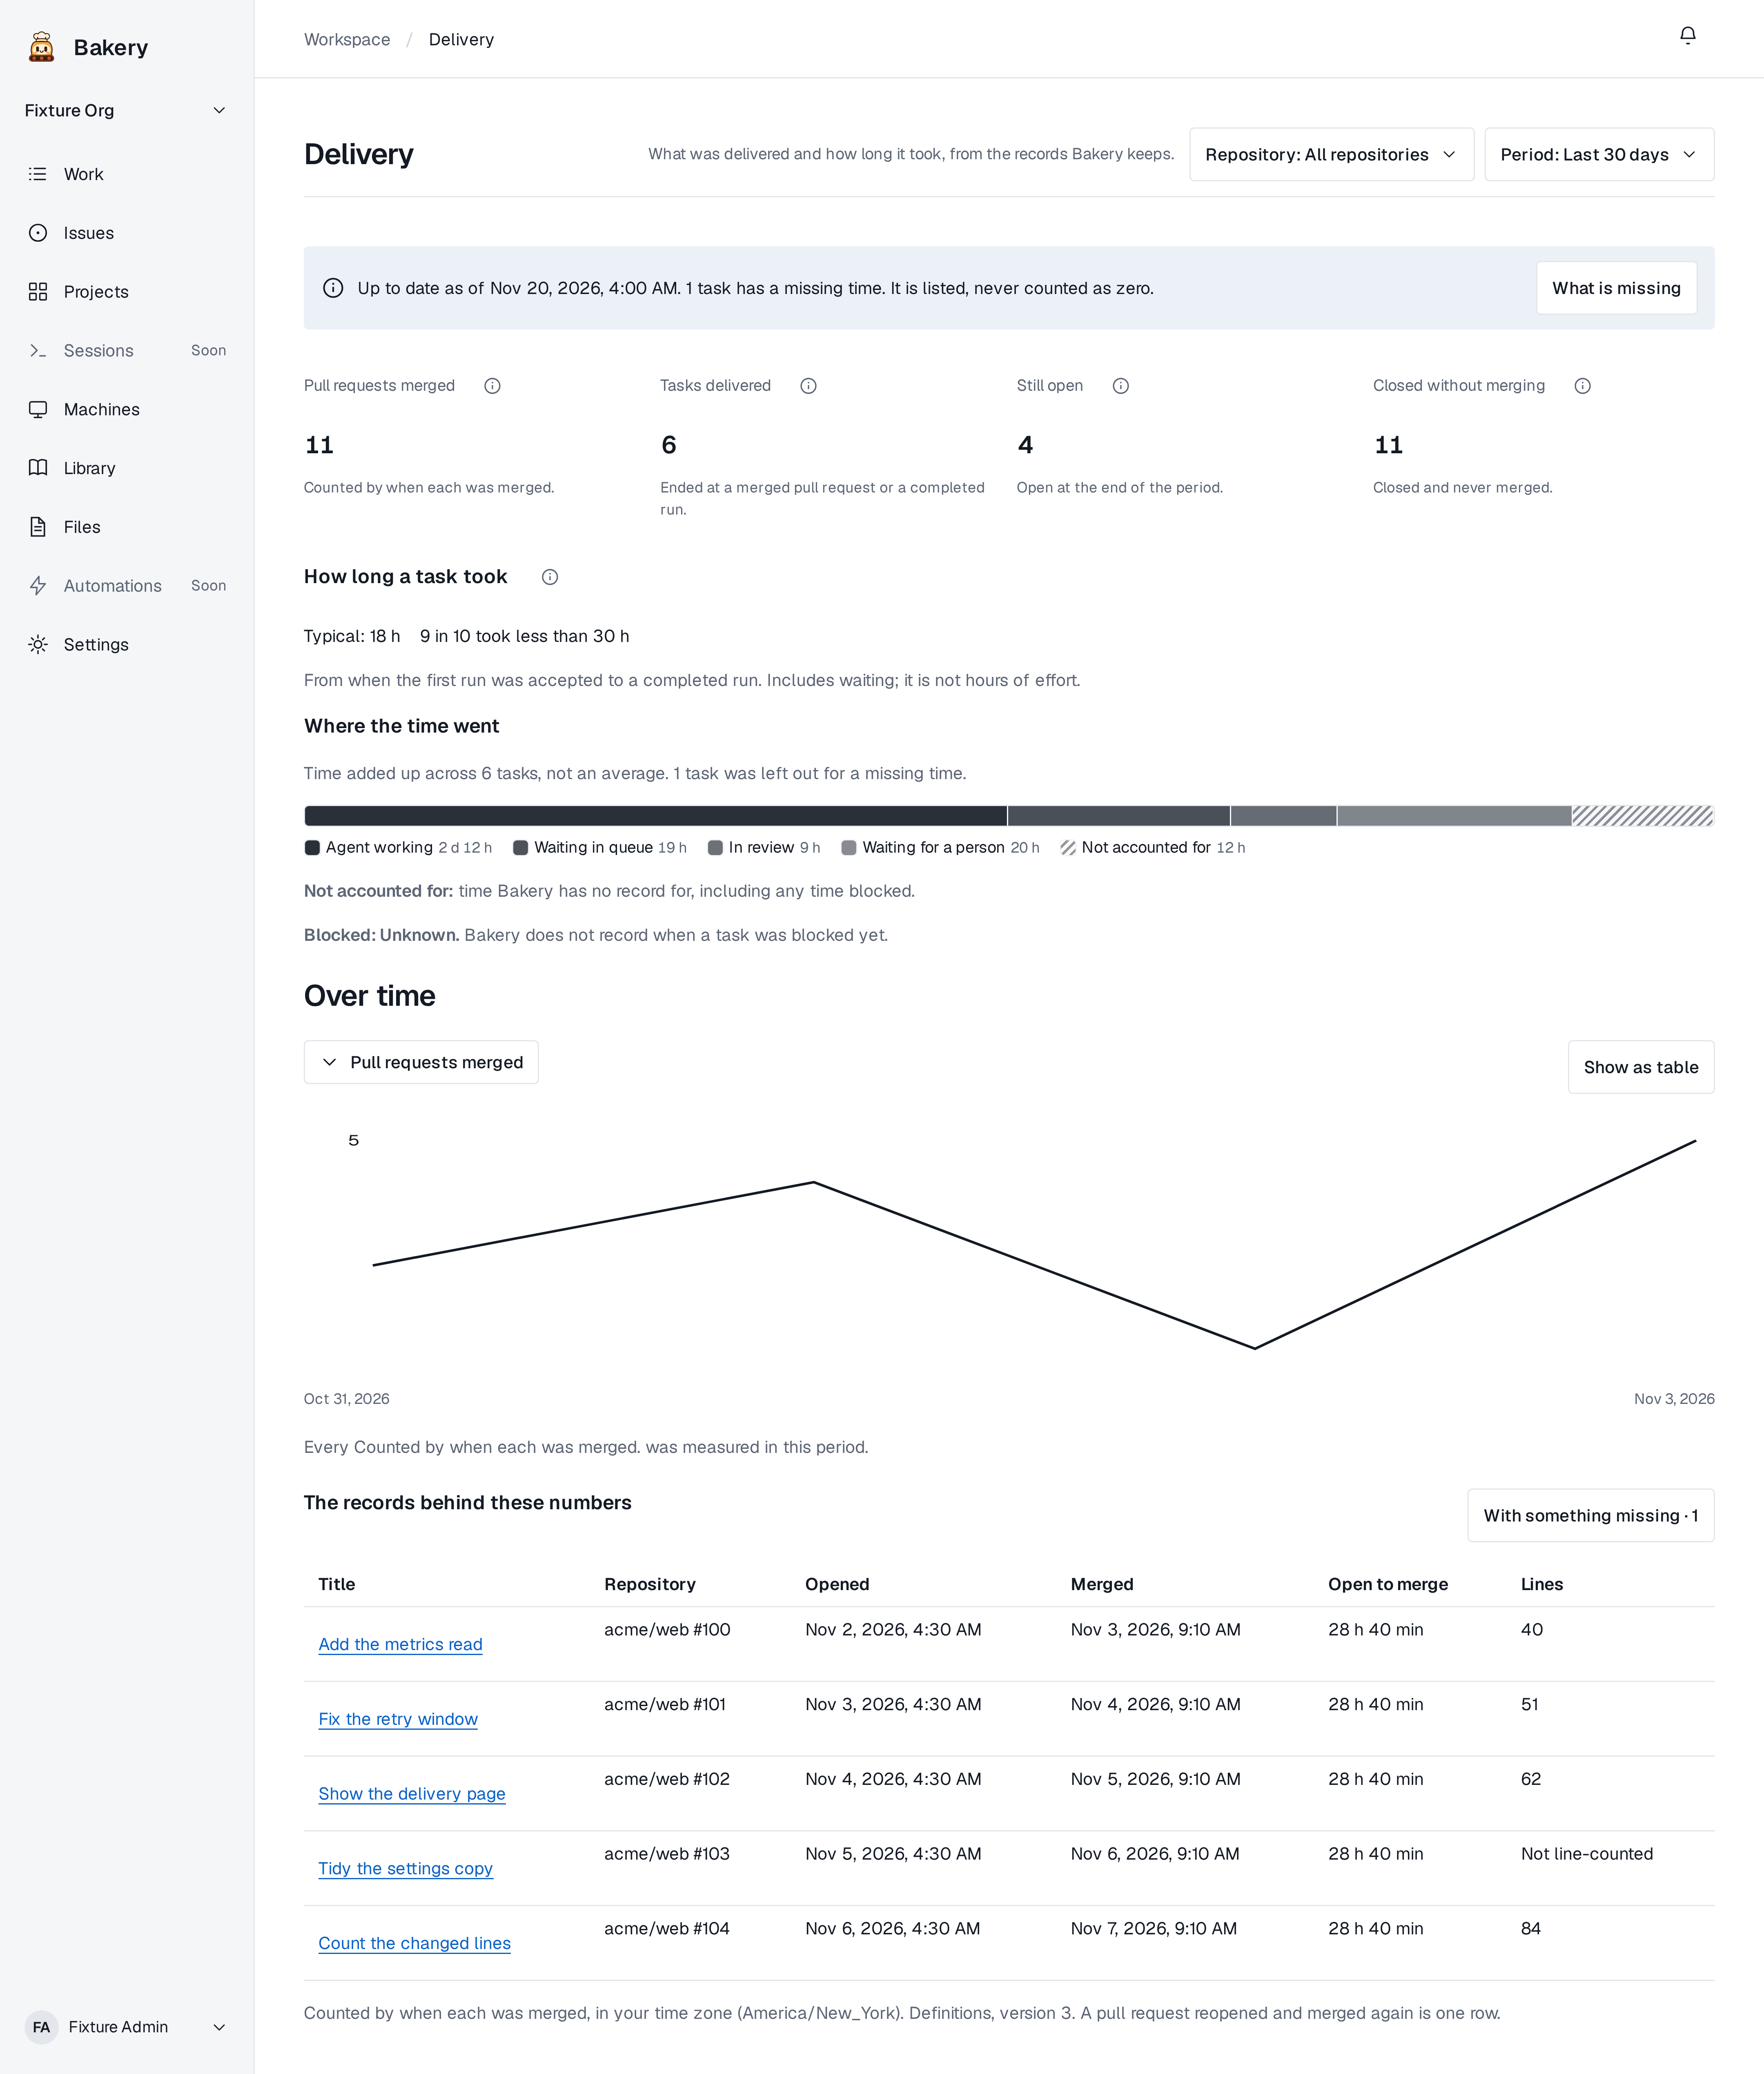 Bakery
Fixture Org
Work
Issues
Projects
Sessions Soon
Machines
Library
Files
Automations Soon
Settings
FA Fixture Admin
Workspace / Delivery
Delivery
What was delivered and how long it took, from the records Bakery keeps.
Repository: All repositories
Period: Last 30 days
Up to date as of Nov 20, 2026, 4:00 AM. 1 task has a missing time. It is listed, never counted as zero.
What is missing
Pull requests merged
11
Counted by when each was merged.
Tasks delivered
6
Ended at a merged pull request or a completed
run.
Still open
4
Open at the end of the period.
Closed without merging
11
Closed and never merged.
How long a task took
Typical: 18 h 9 in 10 took less than 30 h
From when the first run was accepted to a completed run. Includes waiting; it is not hours of effort.
Where the time went
Time added up across 6 tasks, not an average. 1 task was left out for a missing time.
Agent working 2 d 12 h Waiting in queue 19 h In review 9 h Waiting for a person 20 h Not accounted for 12 h
Not accounted for: time Bakery has no record for, including any time blocked.
Blocked: Unknown. Bakery does not record when a task was blocked yet.
Over time
Pull requests merged
Show as table
5
Oct 31, 2026 Nov 3, 2026
Every Counted by when each was merged. was measured in this period.
The records behind these numbers
With something missing · 1
Title Repository Opened Merged Open to merge Lines
Add the metrics read acme/web #100 Nov 2, 2026, 4:30 AM Nov 3, 2026, 9:10 AM 28 h 40 min 40
Fix the retry window acme/web #101 Nov 3, 2026, 4:30 AM Nov 4, 2026, 9:10 AM 28 h 40 min 51
Show the delivery page acme/web #102 Nov 4, 2026, 4:30 AM Nov 5, 2026, 9:10 AM 28 h 40 min 62
Tidy the settings copy acme/web #103 Nov 5, 2026, 4:30 AM Nov 6, 2026, 9:10 AM 28 h 40 min Not line-counted
Count the changed lines acme/web #104 Nov 6, 2026, 4:30 AM Nov 7, 2026, 9:10 AM 28 h 40 min 84
Counted by when each was merged, in your time zone (America/New_York). Definitions, version 3. A pull request reopened and merged again is one row.